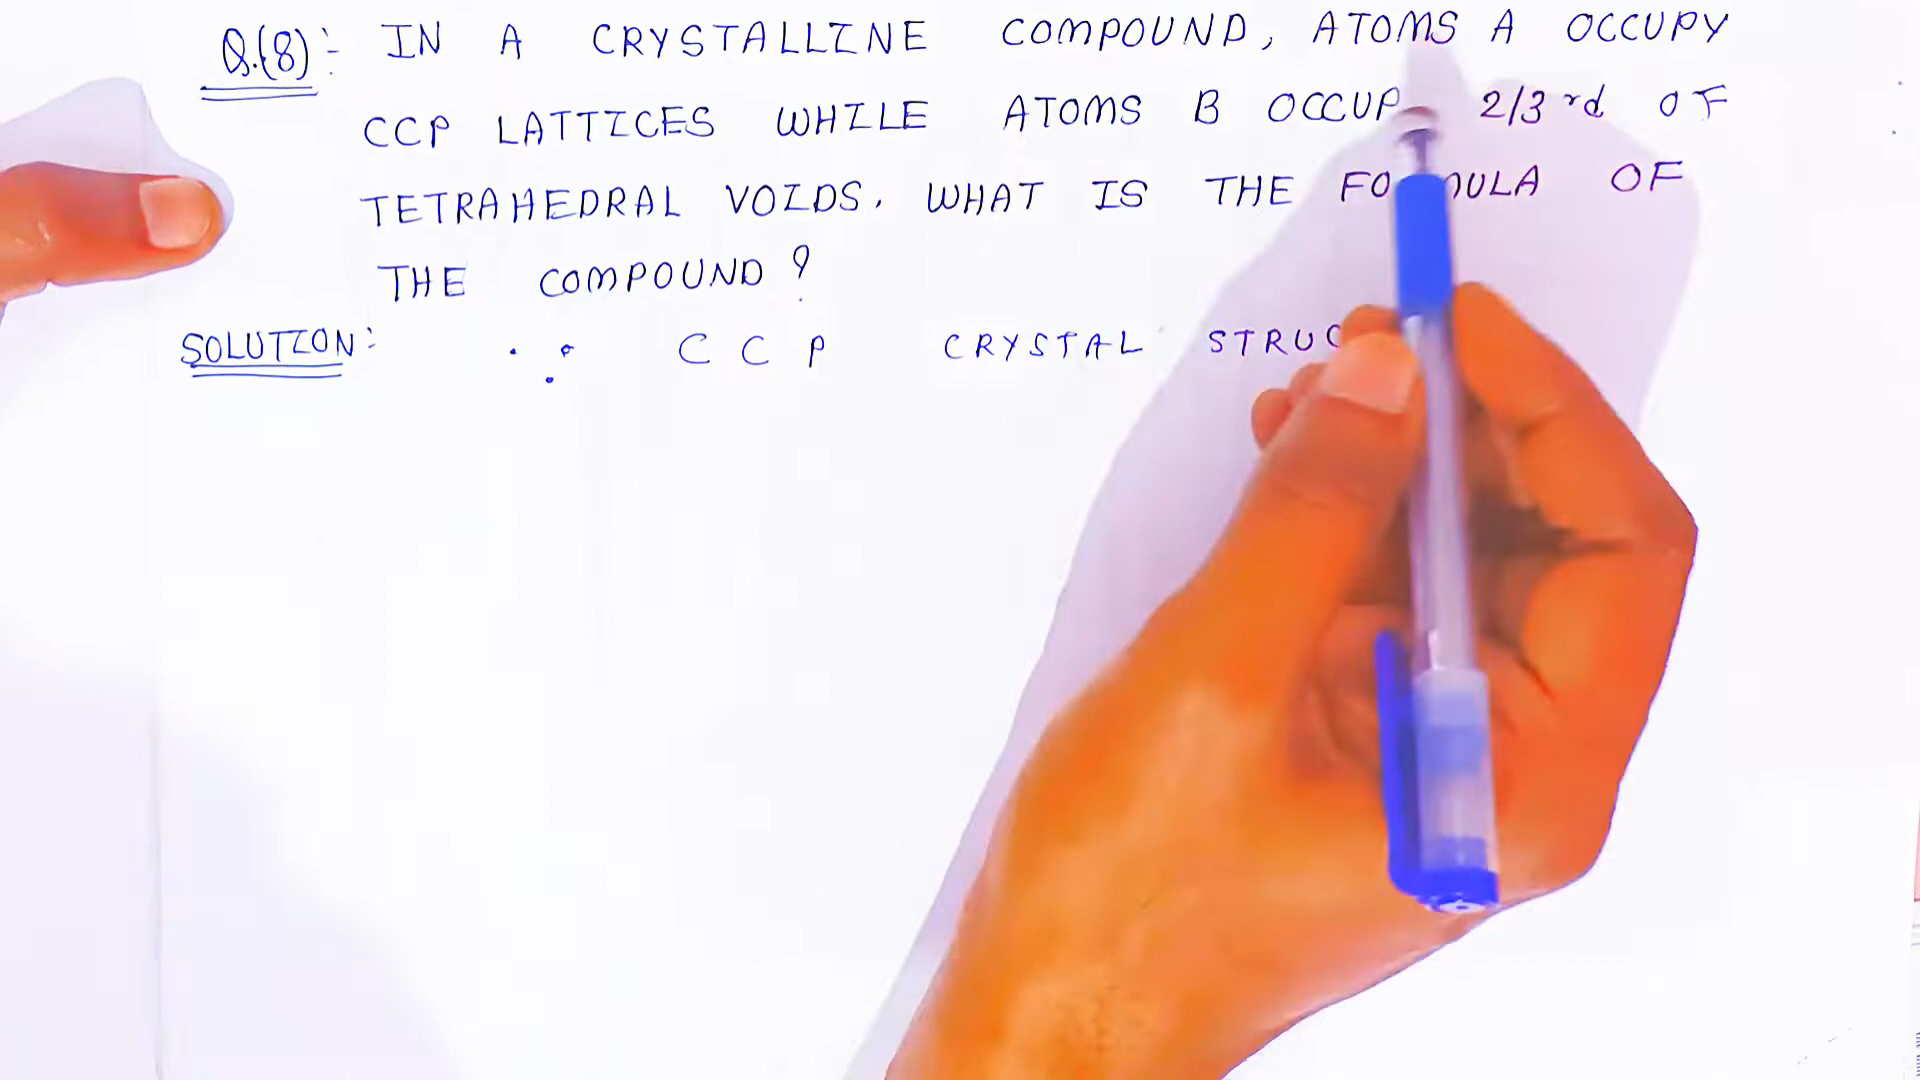 Q.(8):- IN A CRYSTALLINE COMPOUND, ATOMS A OCCUPY
CCP LATTICES WHILE ATOMS B 2/3rd OF
TETRAHEDRAL VOIDS. WHAT IS THE OF
THE COMPOUND?
SOLUTION: ∵ CCP CRYSTAL